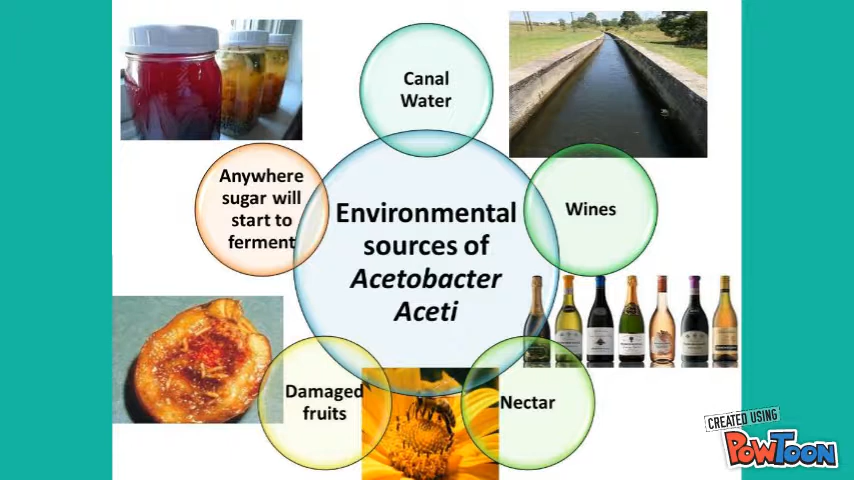 Canal
Water
Anywhere
sugar will
start to
ferment
Environmental
sources of
Acetobacter
Aceti
Wines
Damaged
fruits
Nectar
CREATED USING
POWTOON